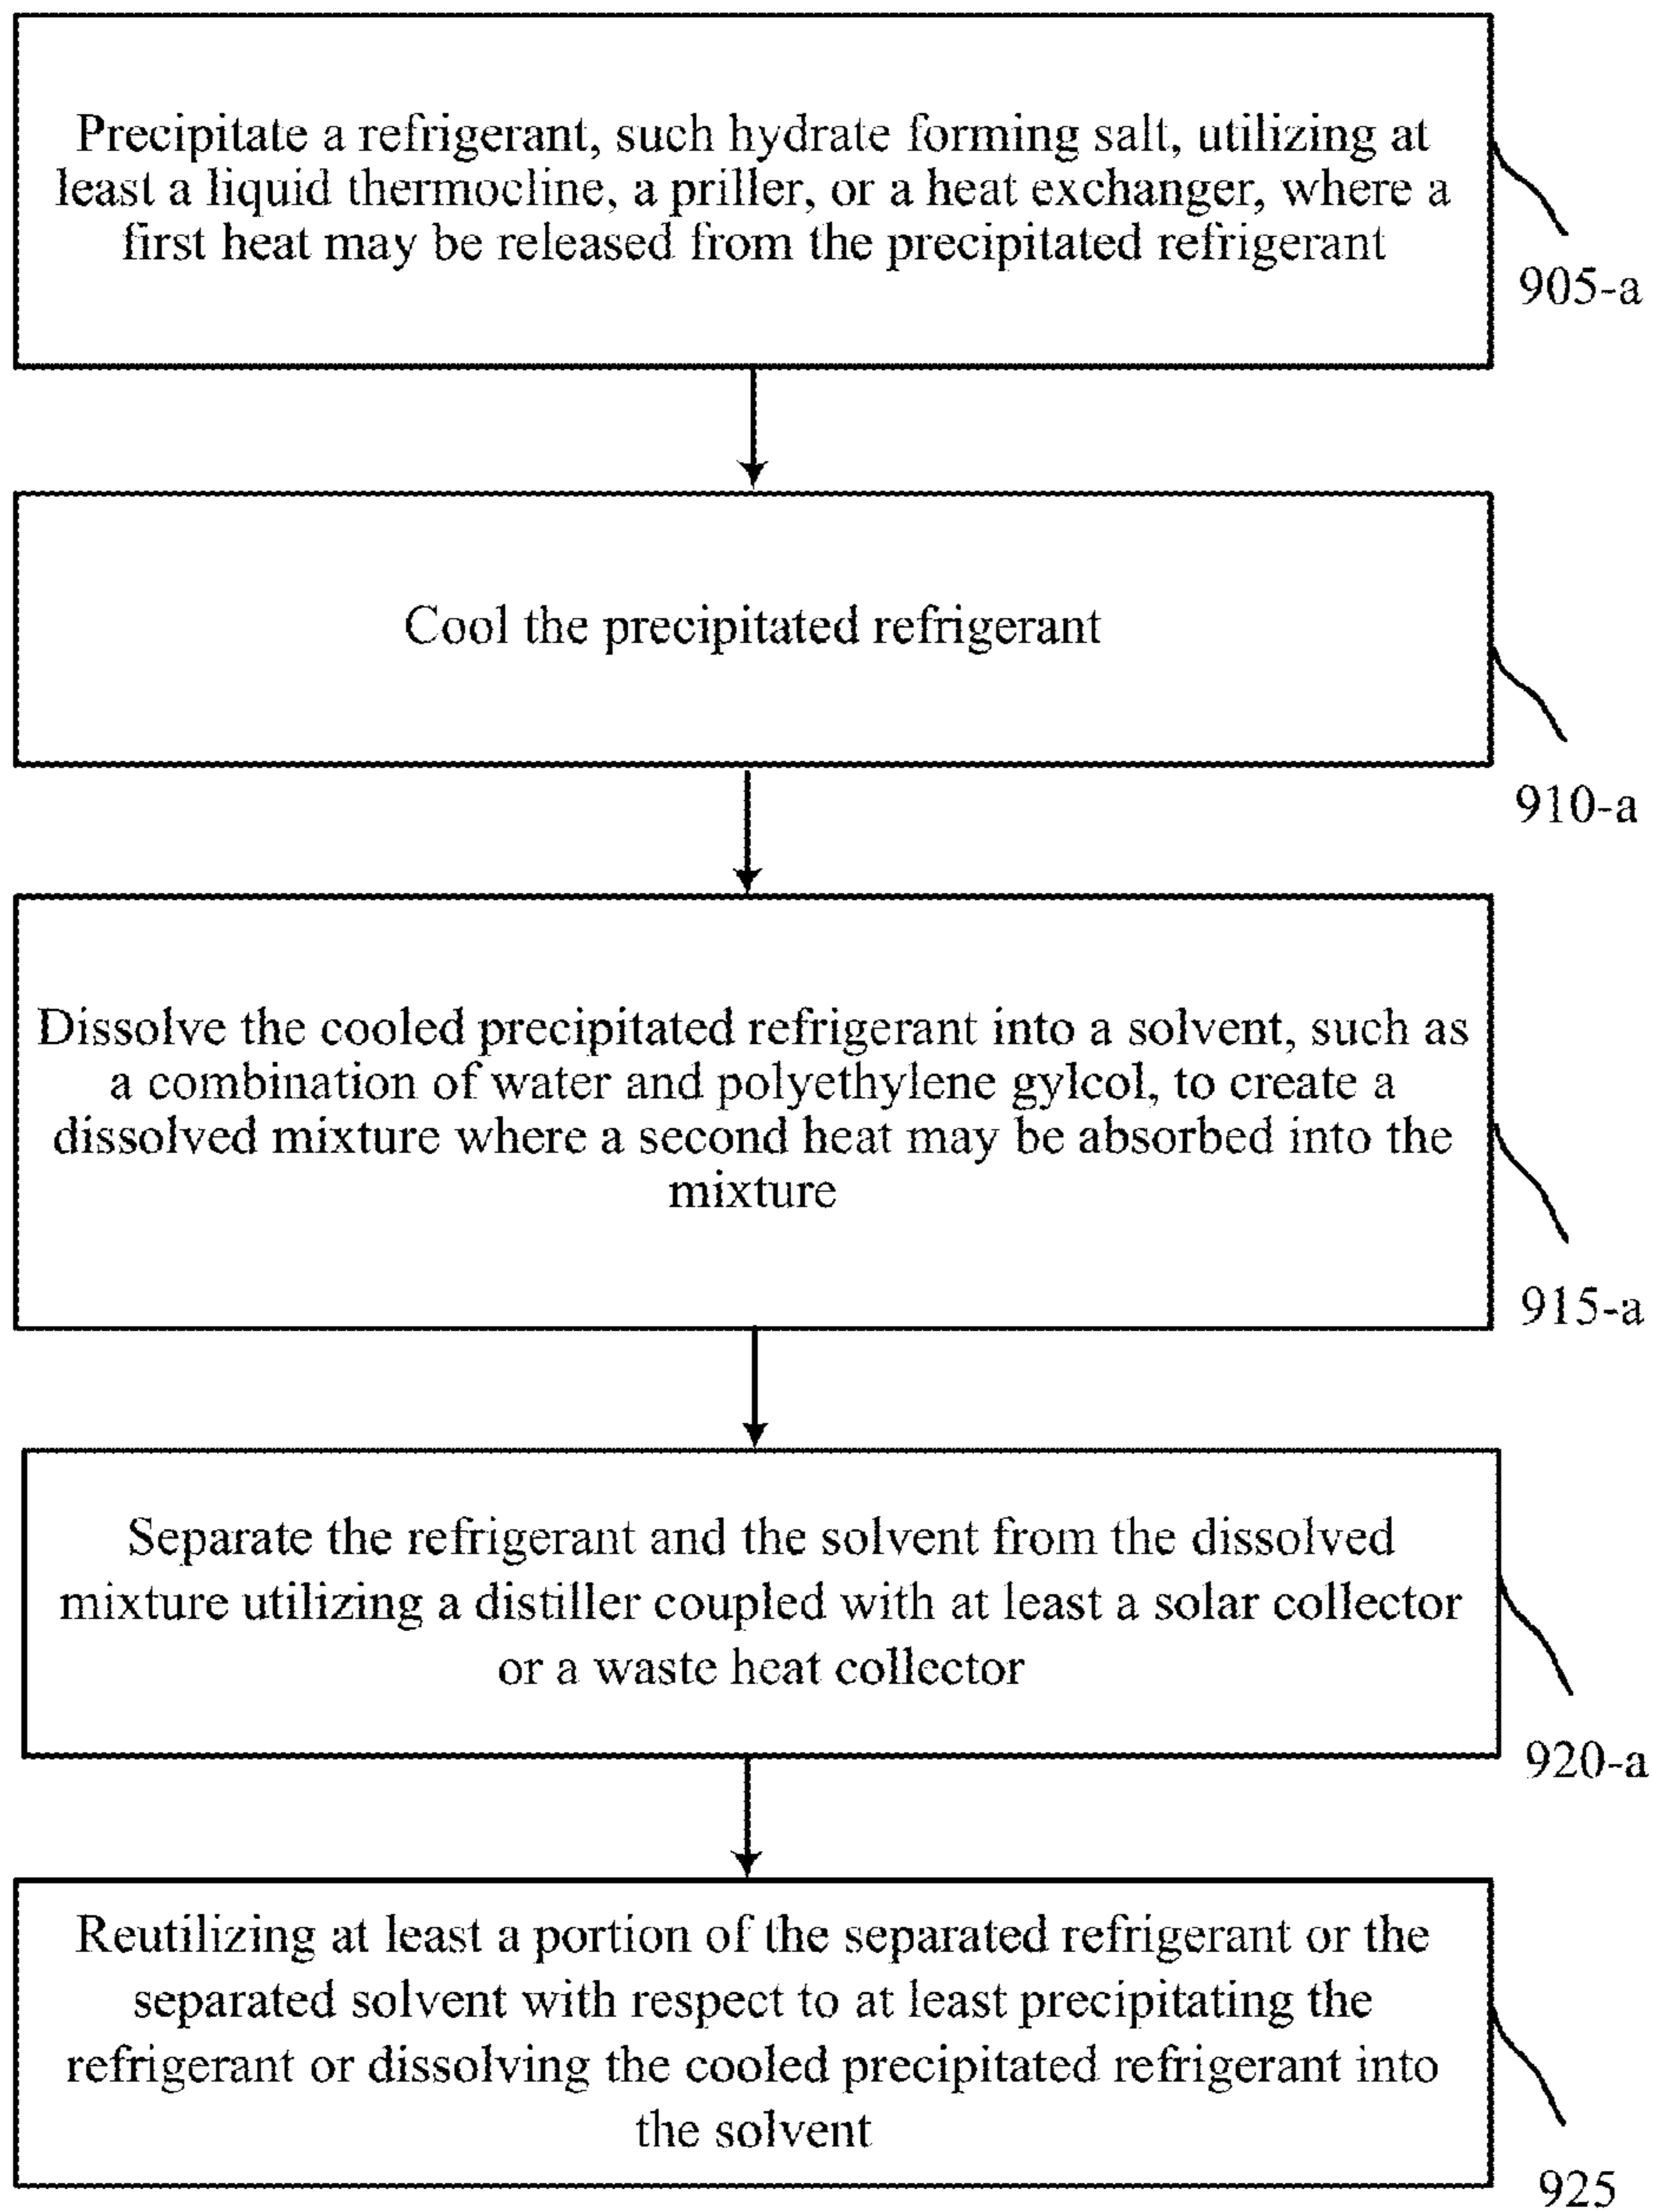 Precipitate a refrigerant, such hydrate forming salt, utilizing at
least a liquid thermocline, a priller, or a heat exchanger, where a
first heat may be released from the precipitated refrigerant
905-a
Cool the precipitated refrigerant
910-a
Dissolve the cooled precipitated refrigerant into a solvent, such as
a combination of water and polyethylene gylcol, to create a
dissolved mixture where a second heat may be absorbed into the
mixture
915-a
Separate the refrigerant and the solvent from the dissolved
mixture utilizing a distiller coupled with at least a solar collector
or a waste heat collector
920-a
Reutilizing at least a portion of the separated refrigerant or the
separated solvent with respect to at least precipitating the
refrigerant or dissolving the cooled precipitated refrigerant into
the solvent
925